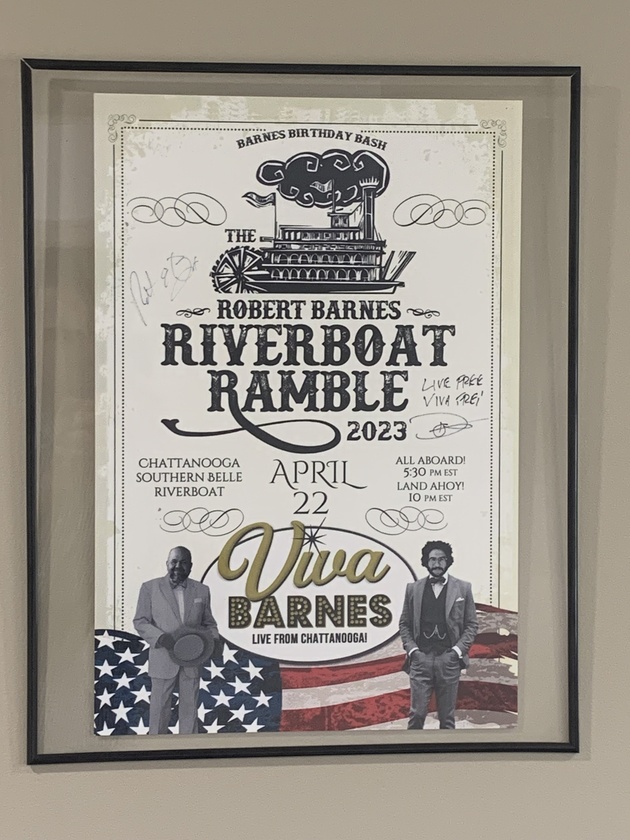 BARNES BIRTHDAY BASH
THE
ROBERT BARNES
RIVERBOAT
RAMBLE
2023
LIVE FREE
VIVA FREI
CHATTANOOGA
SOUTHERN BELLE
RIVERBOAT
APRIL
22
ALL ABOARD!
5:30 PM EST
LAND AHOY!
10 PM EST
Viva
BARNES
LIVE FROM CHATTANOOGA!